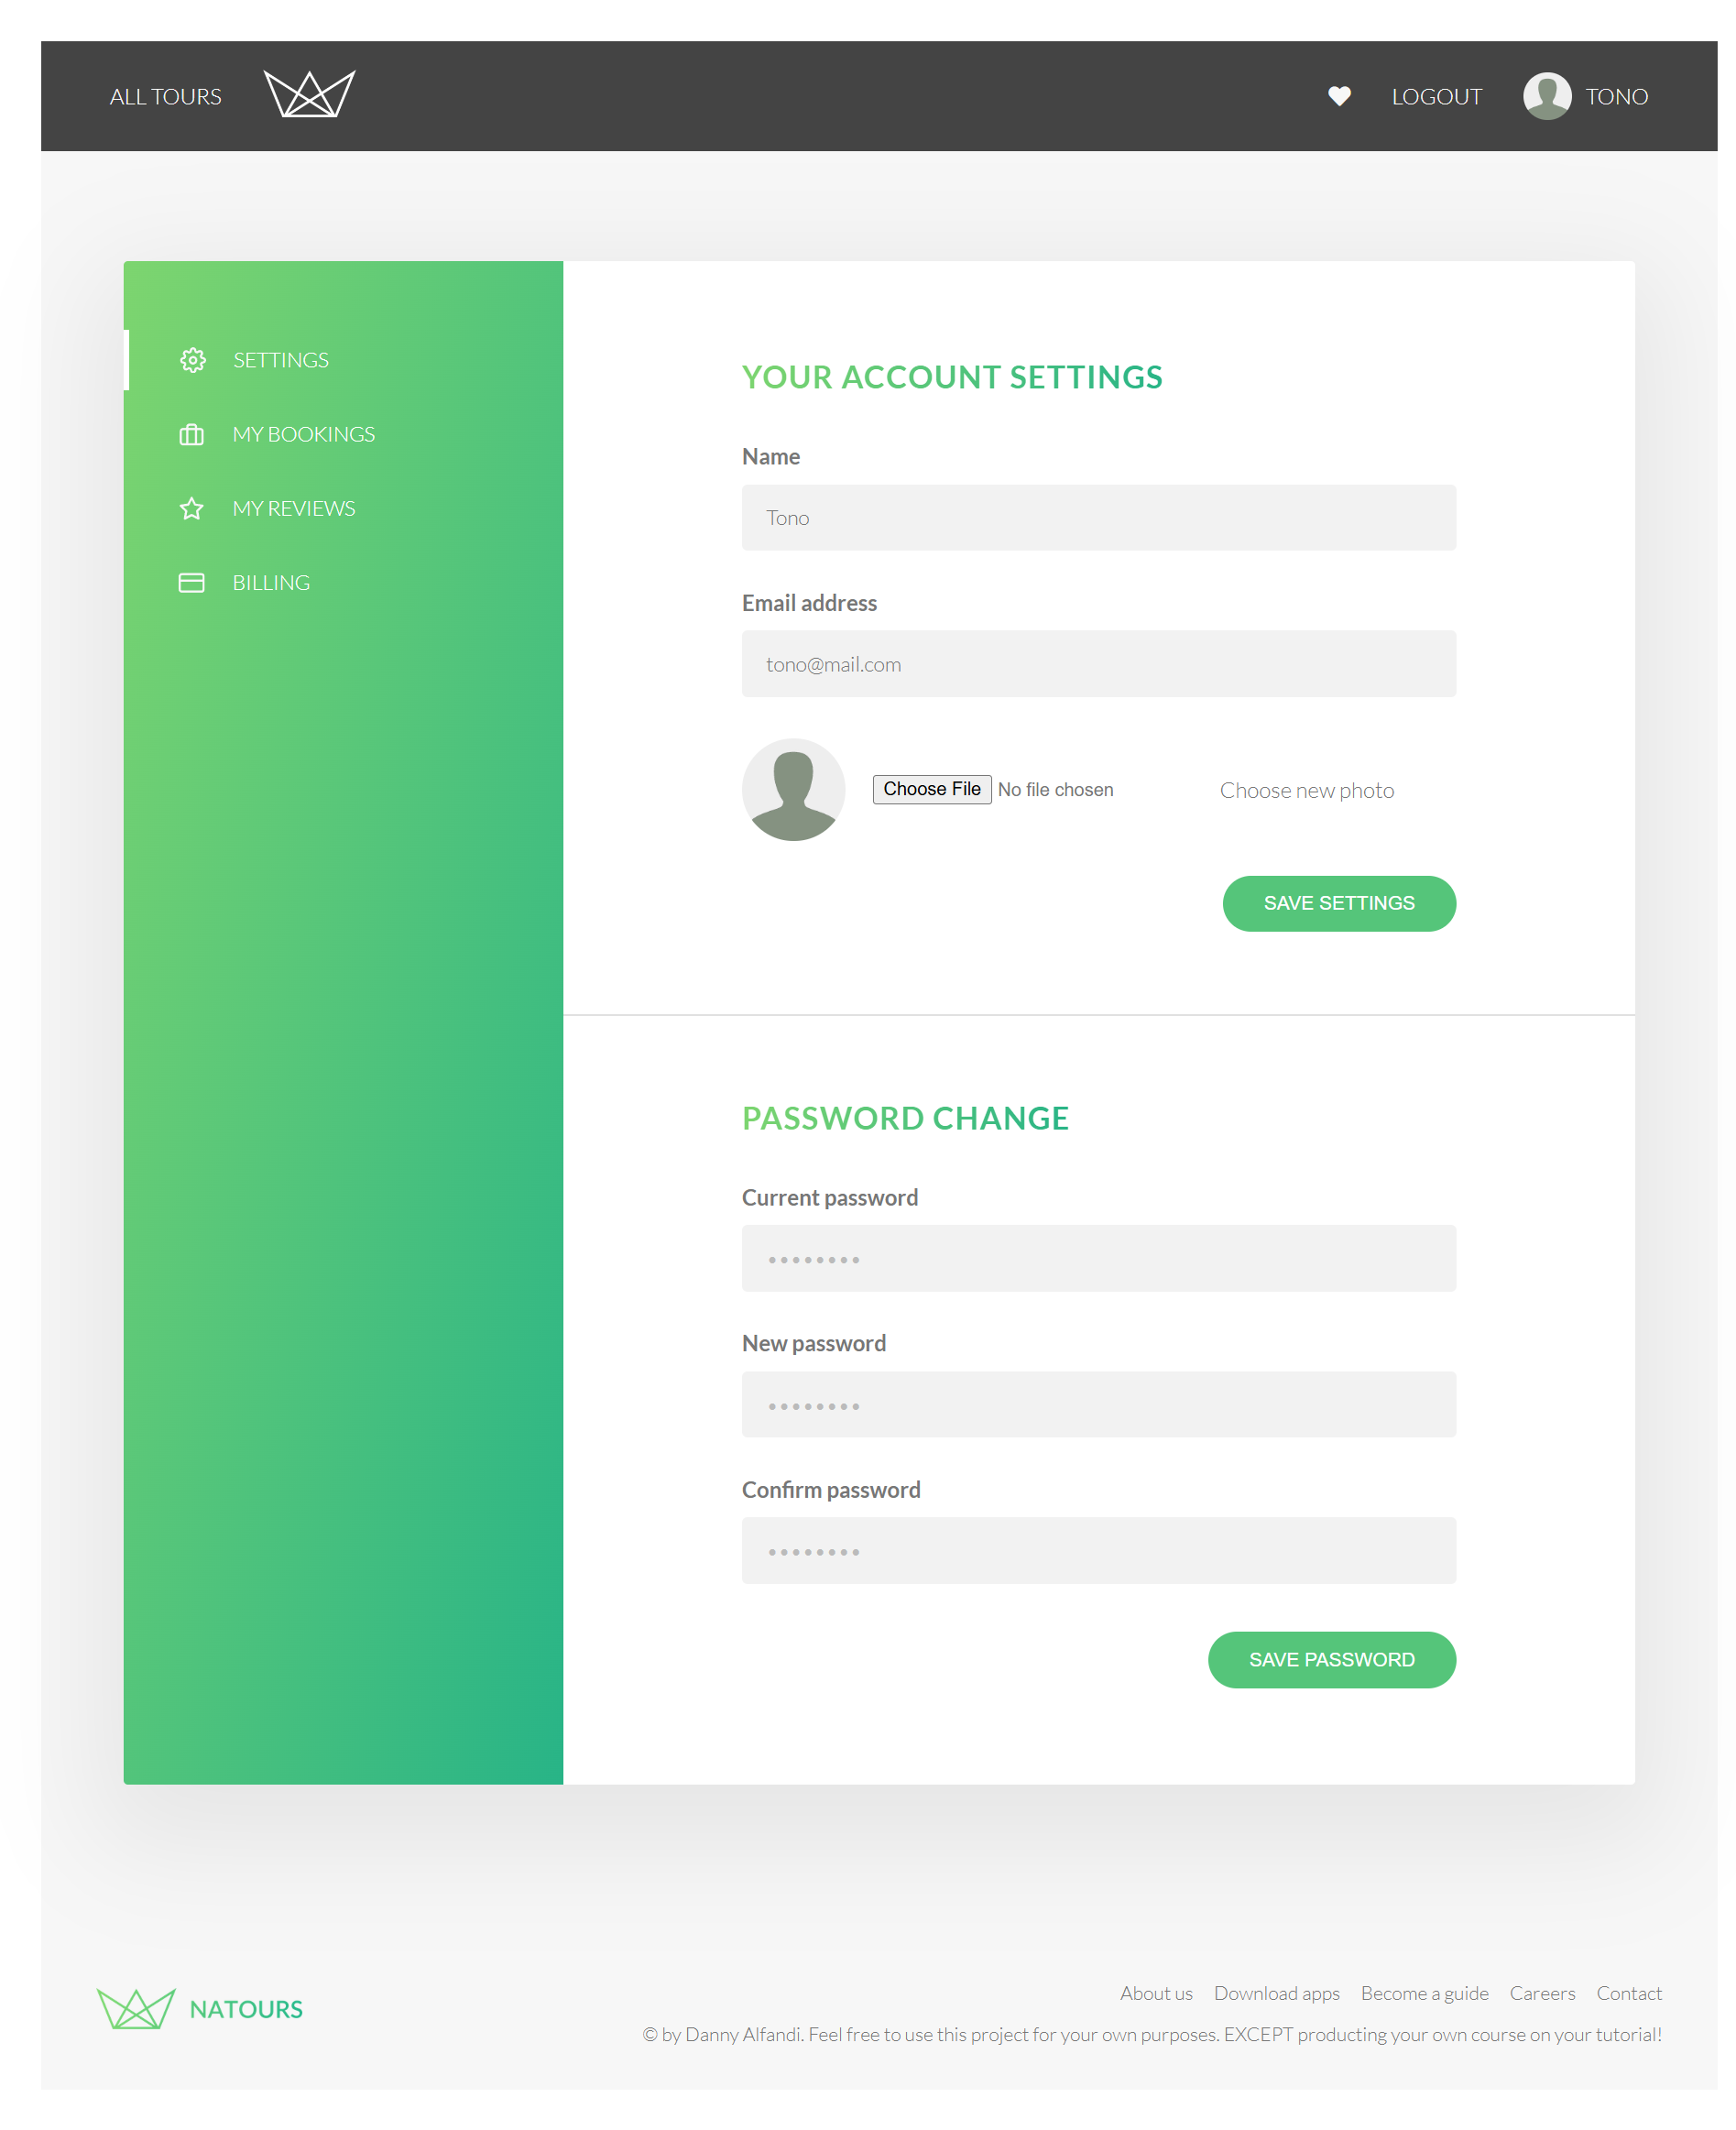 ALL TOURS
LOGOUT
TONO
SETTINGS
MY BOOKINGS
MY REVIEWS
BILLING
YOUR ACCOUNT SETTINGS
Name
Tono
Email address
tono@mail.com
Choose File No file chosen
Choose new photo
SAVE SETTINGS
PASSWORD CHANGE
Current password
••••••••
New password
••••••••
Confirm password
••••••••
SAVE PASSWORD
NATOURS
About us Download apps Become a guide Careers Contact
© by Danny Alfandi. Feel free to use this project for your own purposes. EXCEPT producting your own course on your tutorial!